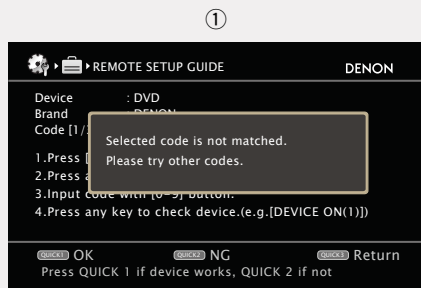 ①
REMOTE SETUP GUIDE
DENON
Device : DVD
Brand : DENON
Code [1/
Selected code is not matched.
Please try other codes.
1.Press [
2.Press a
3.Input code with [0-9] button.
4.Press any key to check device.(e.g.[DEVICE ON(1)])
QUICK1 OK QUICK2 NG QUICK3 Return
Press QUICK 1 if device works, QUICK 2 if not